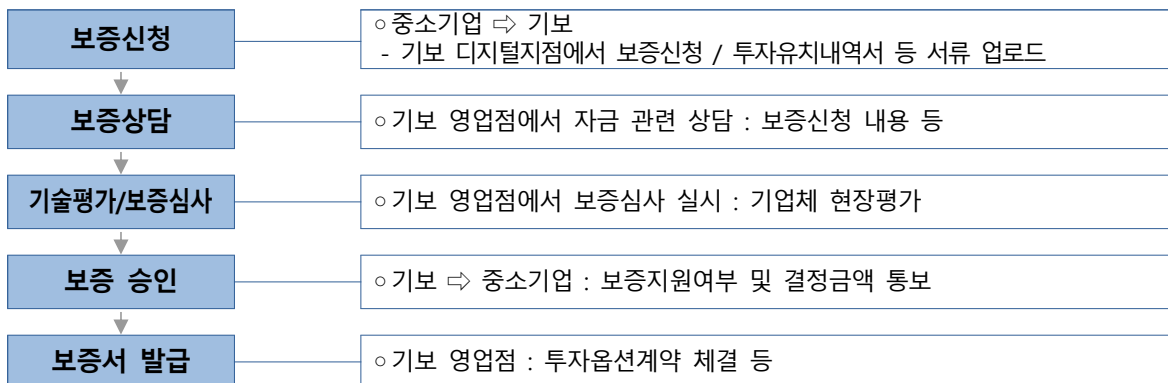 보증신청
○ 중소기업 ⇨ 기보
- 기보 디지털지점에서 보증신청 / 투자유치내역서 등 서류 업로드
보증상담
○ 기보 영업점에서 자금 관련 상담 : 보증신청 내용 등
기술평가/보증심사
○ 기보 영업점에서 보증심사 실시 : 기업체 현장평가
보증 승인
○ 기보 ⇨ 중소기업 : 보증지원여부 및 결정금액 통보
보증서 발급
○ 기보 영업점 : 투자옵션계약 체결 등